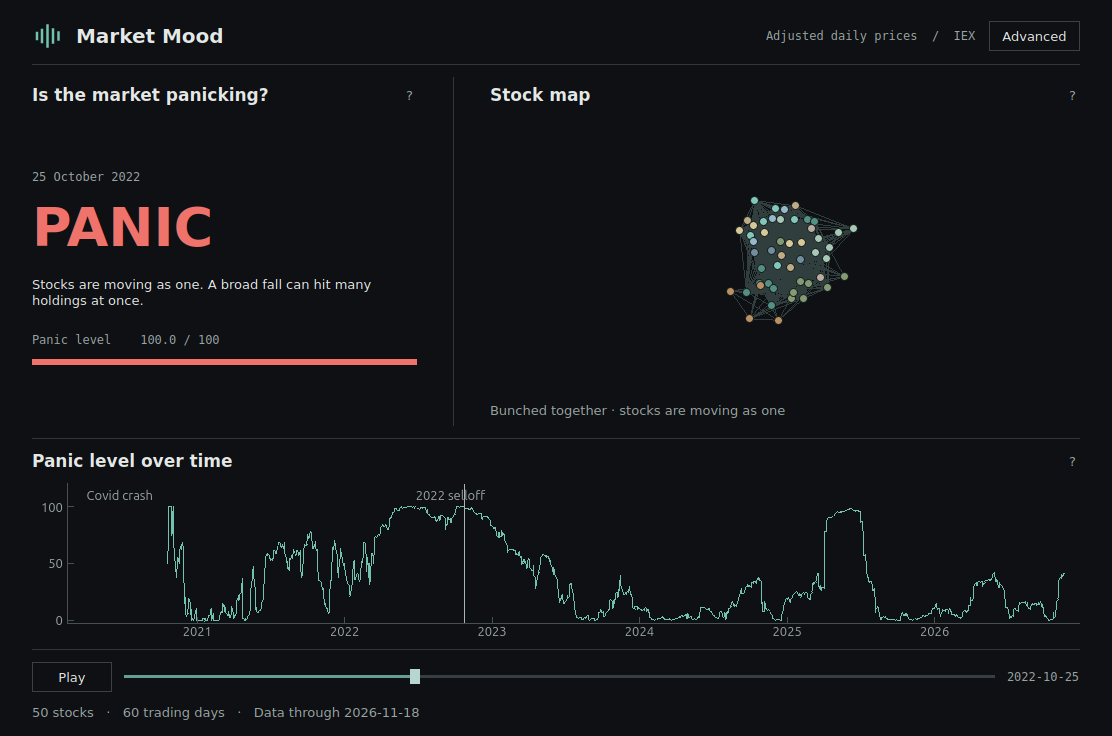 Market Mood
Adjusted daily prices / IEX
Advanced
Is the market panicking?
?
Stock map
?
25 October 2022
PANIC
Stocks are moving as one. A broad fall can hit many
holdings at once.
Panic level 100.0 / 100
Bunched together · stocks are moving as one
Panic level over time
?
Covid crash
2022 selloff
100
50
0
2021
2022
2023
2024
2025
2026
Play
2022-10-25
50 stocks · 60 trading days · Data through 2026-11-18